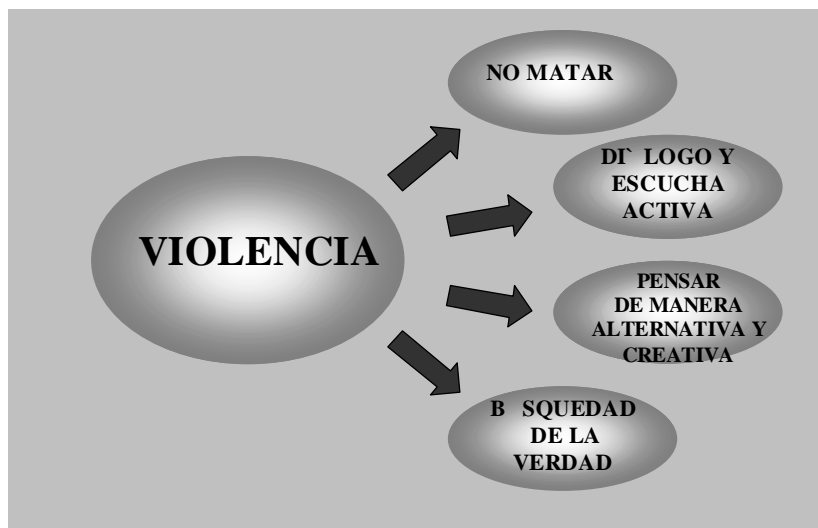 VIOLENCIA
NO MATAR
DI` LOGO Y
ESCUCHA
ACTIVA
PENSAR
DE MANERA
ALTERNATIVA Y
CREATIVA
B SQUEDAD
DE LA
VERDAD